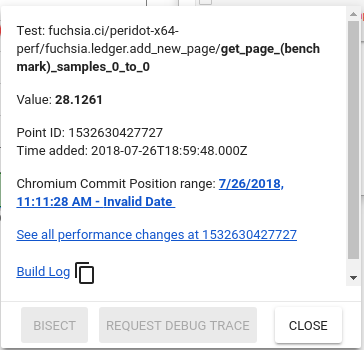 Test: fuchsia.ci/peridot-x64-
perf/fuchsia.ledger.add_new_page/get_page_(bench
mark)_samples_0_to_0
Value: 28.1261
Point ID: 1532630427727
Time added: 2018-07-26T18:59:48.000Z
Chromium Commit Position range: 7/26/2018,
11:11:28 AM - Invalid Date
See all performance changes at 1532630427727
Build Log
BISECT
REQUEST DEBUG TRACE
CLOSE